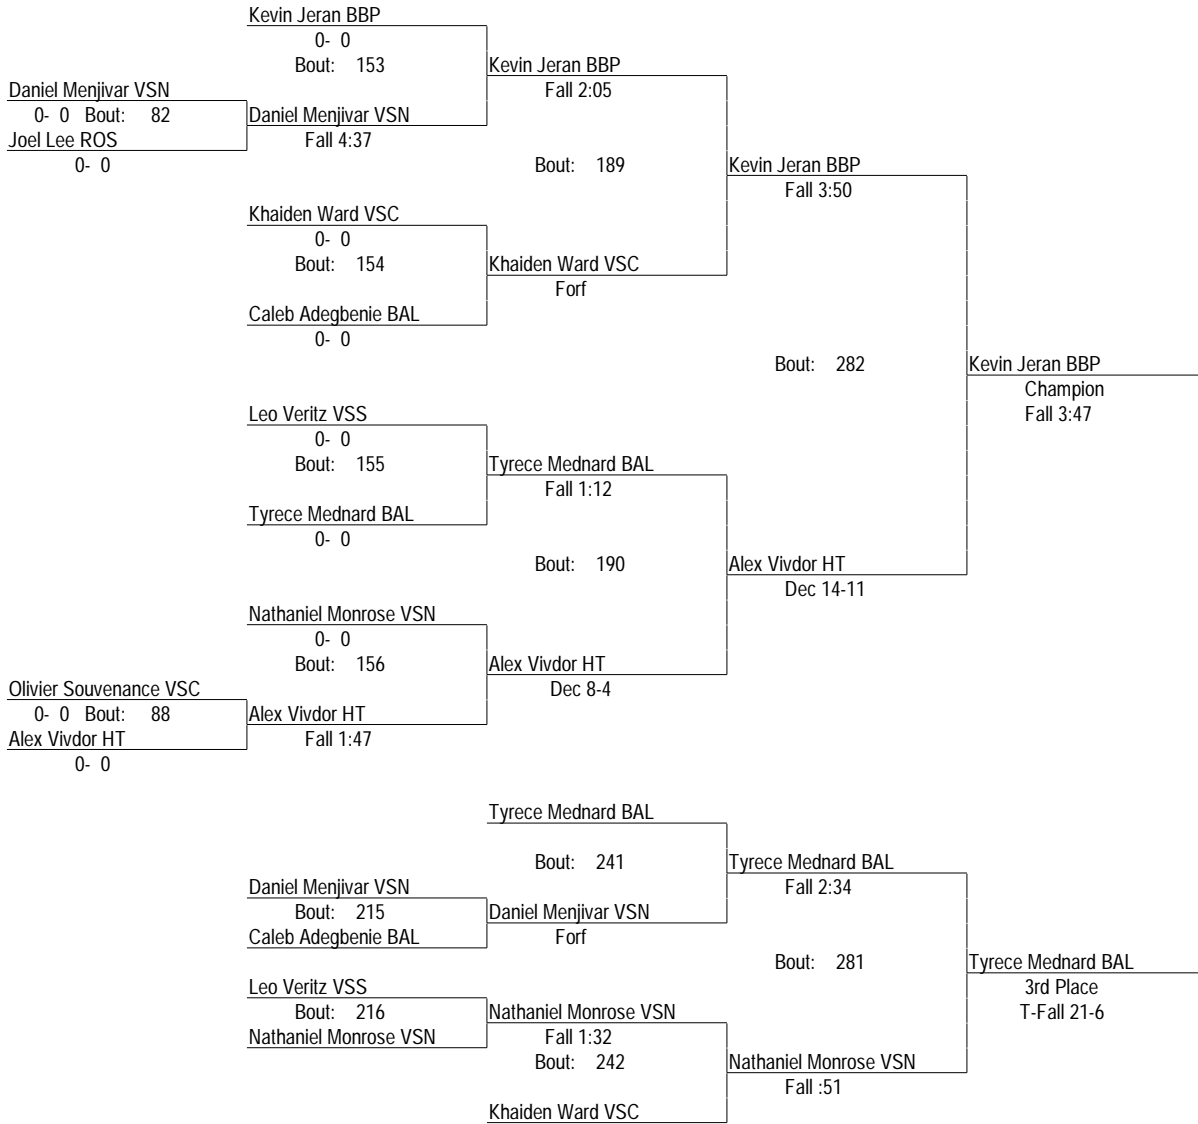 Kevin Jeran BBP
0- 0
Bout: 153
Kevin Jeran BBP
Daniel Menjivar VSN
Fall 2:05
0- 0 Bout: 82
Daniel Menjivar VSN
Joel Lee ROS
Fall 4:37
0- 0
Bout: 189
Kevin Jeran BBP
Fall 3:50
Khaiden Ward VSC
0- 0
Bout: 154
Khaiden Ward VSC
Forf
Caleb Adegbenie BAL
0- 0
Bout: 282
Kevin Jeran BBP
Champion
Fall 3:47
Leo Veritz VSS
0- 0
Bout: 155
Tyrece Mednard BAL
Fall 1:12
Tyrece Mednard BAL
0- 0
Bout: 190
Alex Vivdor HT
Dec 14-11
Nathaniel Monrose VSN
0- 0
Bout: 156
Alex Vivdor HT
Dec 8-4
Olivier Souvenance VSC
0- 0 Bout: 88
Alex Vivdor HT
Alex Vivdor HT
Fall 1:47
0- 0
Tyrece Mednard BAL
Bout: 241
Tyrece Mednard BAL
Fall 2:34
Daniel Menjivar VSN
Bout: 215
Daniel Menjivar VSN
Caleb Adegbenie BAL
Forf
Bout: 281
Tyrece Mednard BAL
3rd Place
T-Fall 21-6
Leo Veritz VSS
Bout: 216
Nathaniel Monrose VSN
Nathaniel Monrose VSN
Fall 1:32
Bout: 242
Nathaniel Monrose VSN
Fall :51
Khaiden Ward VSC